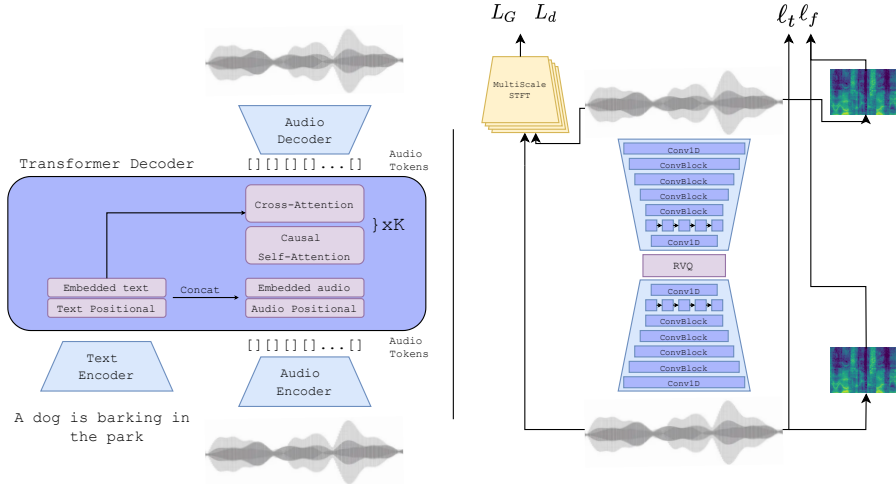 Audio
Decoder
Transformer Decoder
[][][][]...[]
Audio
Tokens
Cross-Attention
Causal
Self-Attention
}xK
Embedded text
Text Positional
Concat
Embedded audio
Audio Positional
[][][][]...[]
Audio
Tokens
Text
Encoder
Audio
Encoder
A dog is barking in
the park
L_G L_d
ℓ_t ℓ_f
MultiScale
STFT
Conv1D
ConvBlock
ConvBlock
ConvBlock
ConvBlock
Conv1D
RVQ
Conv1D
ConvBlock
ConvBlock
ConvBlock
ConvBlock
Conv1D